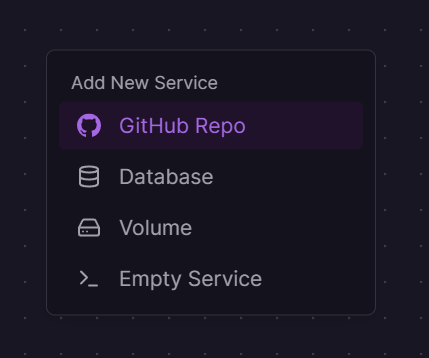 Add New Service
GitHub Repo
Database
Volume
Empty Service